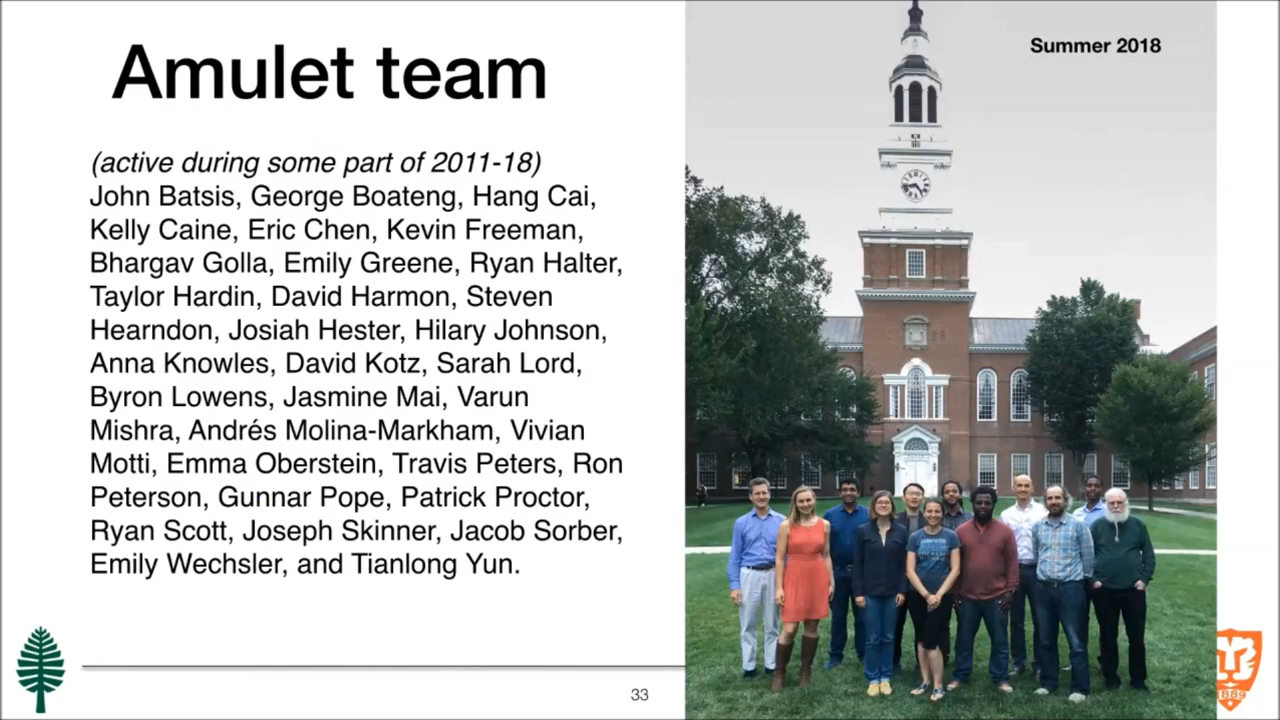 Amulet team
Summer 2018
(active during some part of 2011-18)
John Batsis, George Boateng, Hang Cai,
Kelly Caine, Eric Chen, Kevin Freeman,
Bhargav Golla, Emily Greene, Ryan Halter,
Taylor Hardin, David Harmon, Steven
Hearndon, Josiah Hester, Hilary Johnson,
Anna Knowles, David Kotz, Sarah Lord,
Byron Lowens, Jasmine Mai, Varun
Mishra, Andrés Molina-Markham, Vivian
Motti, Emma Oberstein, Travis Peters, Ron
Peterson, Gunnar Pope, Patrick Proctor,
Ryan Scott, Joseph Skinner, Jacob Sorber,
Emily Wechsler, and Tianlong Yun.
33
1889